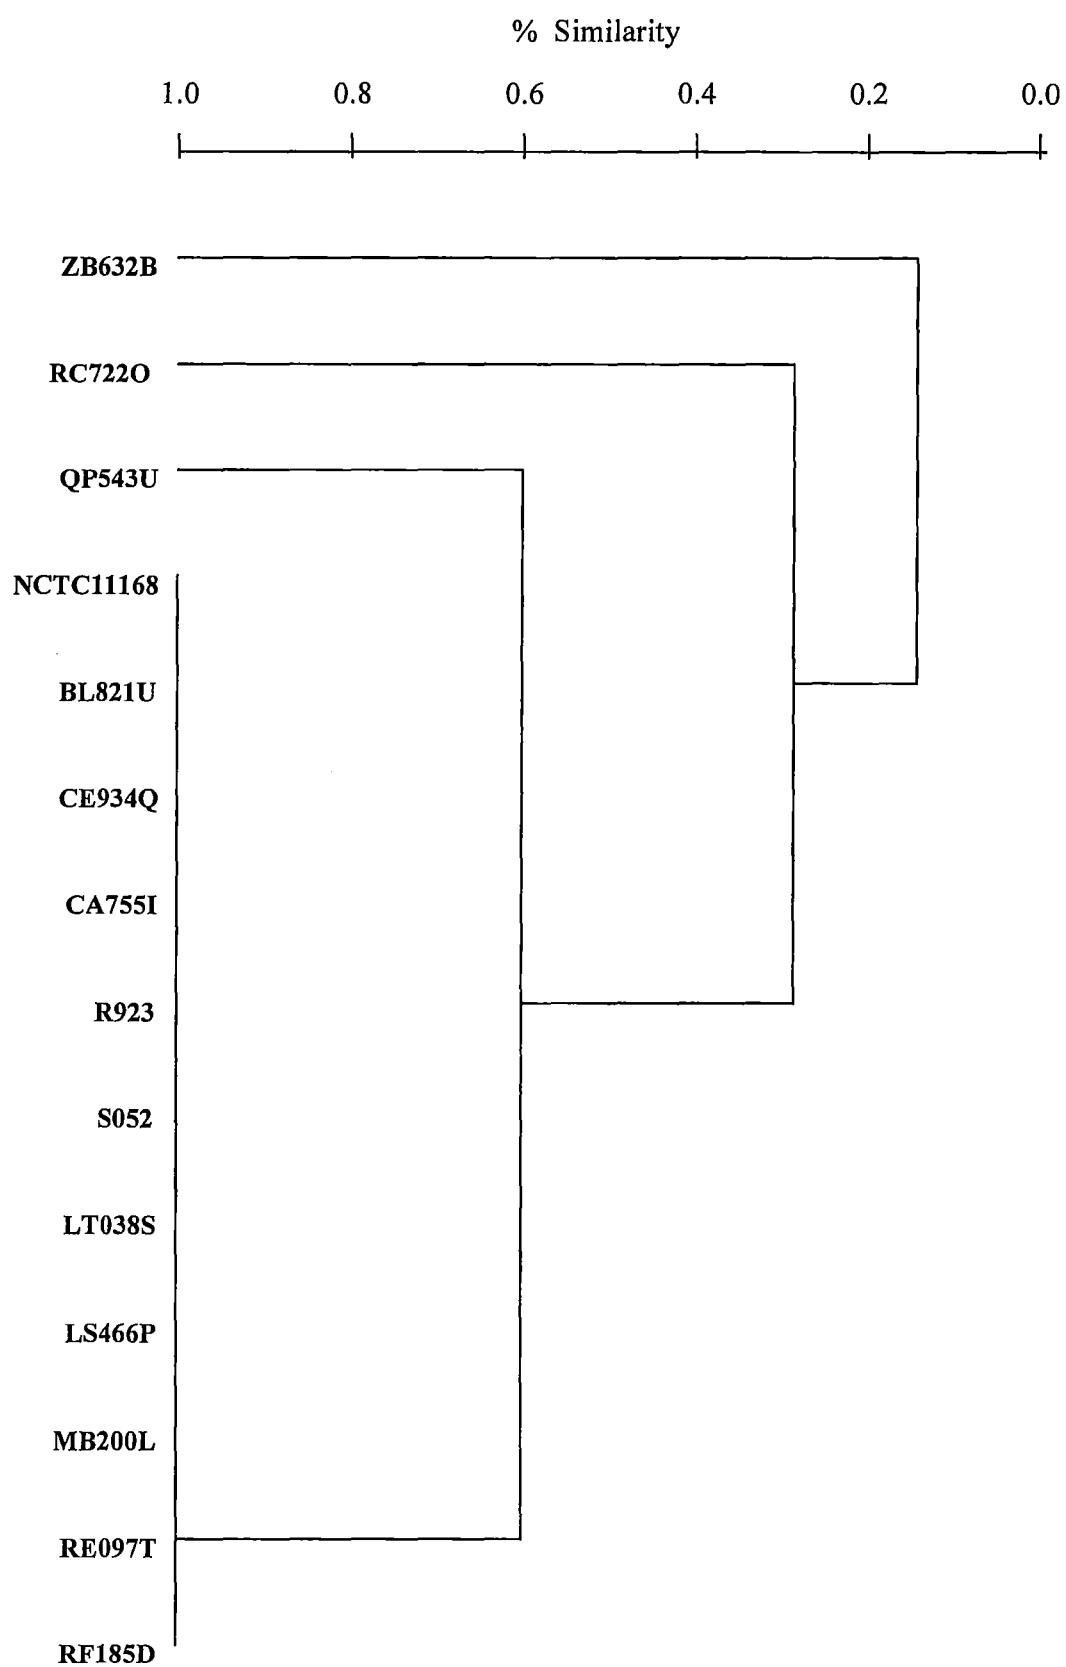 % Similarity
1.0 0.8 0.6 0.4 0.2 0.0
ZB632B
RC722O
QP543U
NCTC11168
BL821U
CE934Q
CA755I
R923
S052
LT038S
LS466P
MB200L
RE097T
RF185D